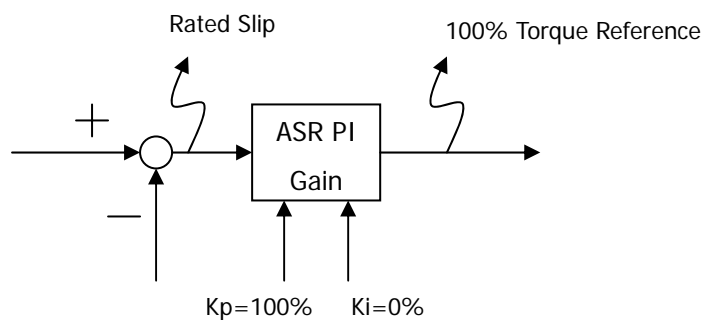 Rated Slip
100% Torque Reference
+
ASR PI
Gain
—
Kp=100% Ki=0%